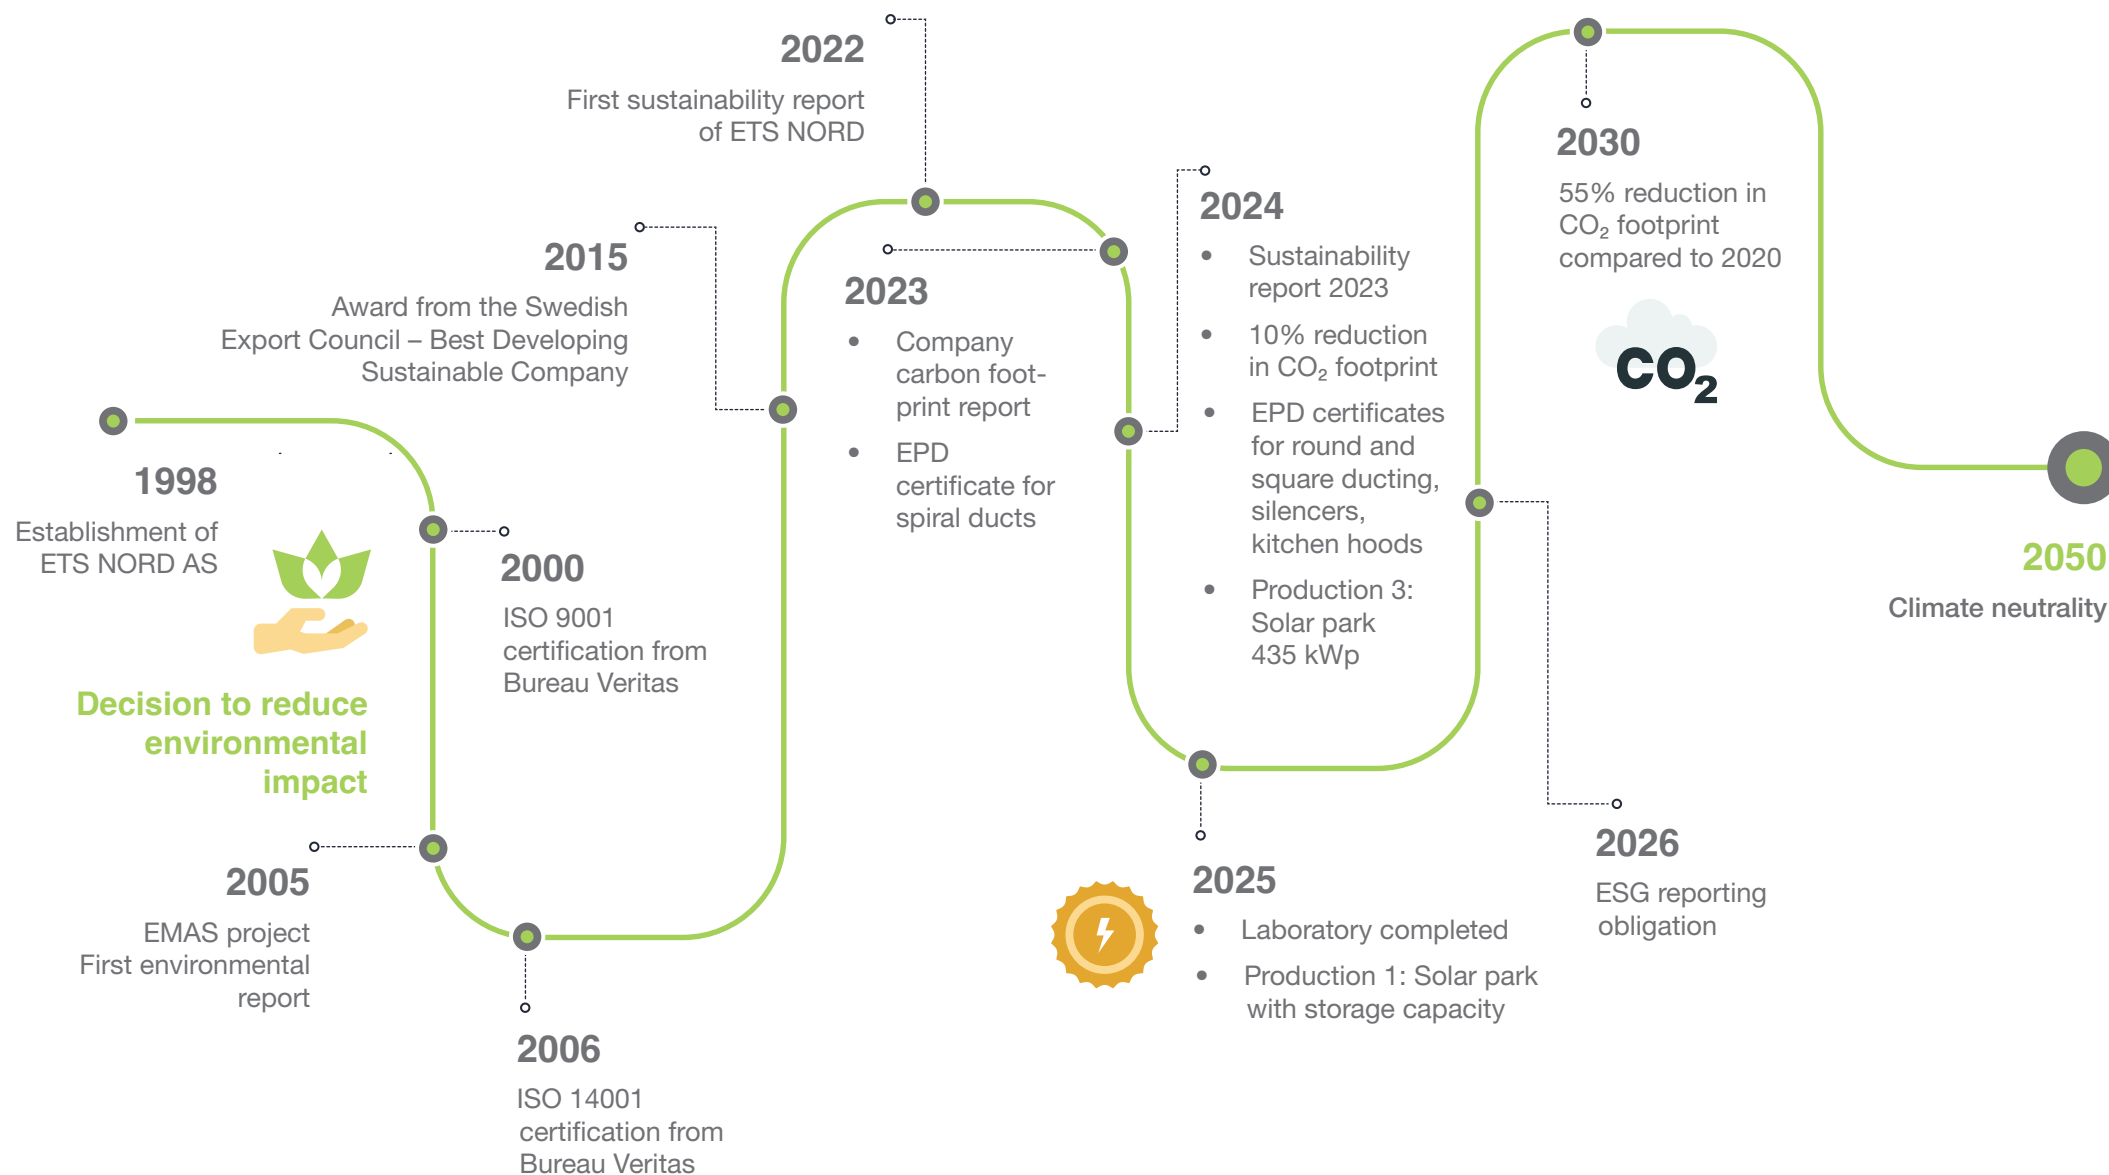 1998
Establishment of
ETS NORD AS
Decision to reduce
environmental
impact
2000
ISO 9001
certification from
Bureau Veritas
2005
EMAS project
First environmental
report
2006
ISO 14001
certification from
Bureau Veritas
2015
Award from the Swedish
Export Council – Best Developing
Sustainable Company
2022
First sustainability report
of ETS NORD
2023
• Company
carbon foot-
print report
• EPD
certificate for
spiral ducts
2024
• Sustainability
report 2023
• 10% reduction
in CO₂ footprint
• EPD certificates
for round and
square ducting,
silencers,
kitchen hoods
• Production 3:
Solar park
435 kWp
2025
• Laboratory completed
• Production 1: Solar park
with storage capacity
2026
ESG reporting
obligation
2030
55% reduction in
CO₂ footprint
compared to 2020
CO₂
2050
Climate neutrality